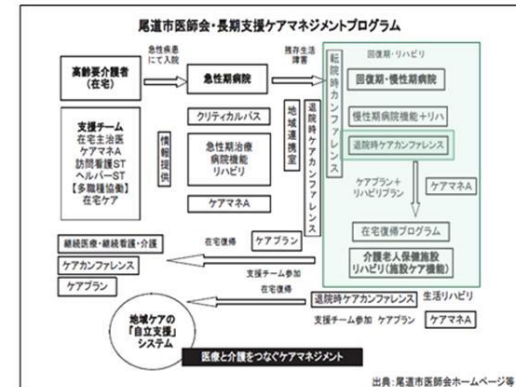 尾道市医師会・長期支援ケアマネジメントプログラム
高齢要介護者
(在宅)
急性疾患
にて入院
急性期病院
残存生活
障害
転院時カンファレンス
回復期・リハビリ
回復期・慢性期病院
支援チーム
在宅主治医
ケアマネA
訪問看護ST
ヘルパーST
【多職種協働】
在宅ケア
情報提供
クリティカルパス
急性期治療
病院機能
リハビリ
ケアマネA
地域連携室
退院時ケアカンファレンス
慢性期病院機能+リハ
退院時ケアカンファレンス
ケアプラン+
リハビリプラン
ケアマネA
在宅復帰プログラム
介護老人保健施設
リハビリ(施設ケア機能)
継続医療・継続看護・介護
ケアカンファレンス
ケアプラン
在宅復帰
ケアプラン
支援チーム参加
在宅復帰
退院時ケアカンファレンス
生活リハビリ
支援チーム参加
ケアプラン
ケアマネA
地域ケアの
「自立支援」
システム
医療と介護をつなぐケアマネジメント
出典:尾道市医師会ホームページ等